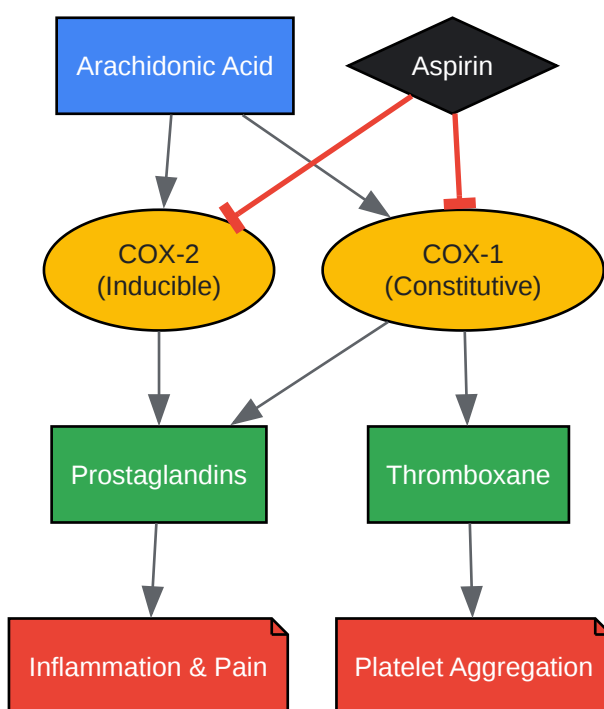 Arachidonic Acid
Aspirin
COX-2
(Inducible)
COX-1
(Constitutive)
Prostaglandins
Thromboxane
Inflammation & Pain
Platelet Aggregation